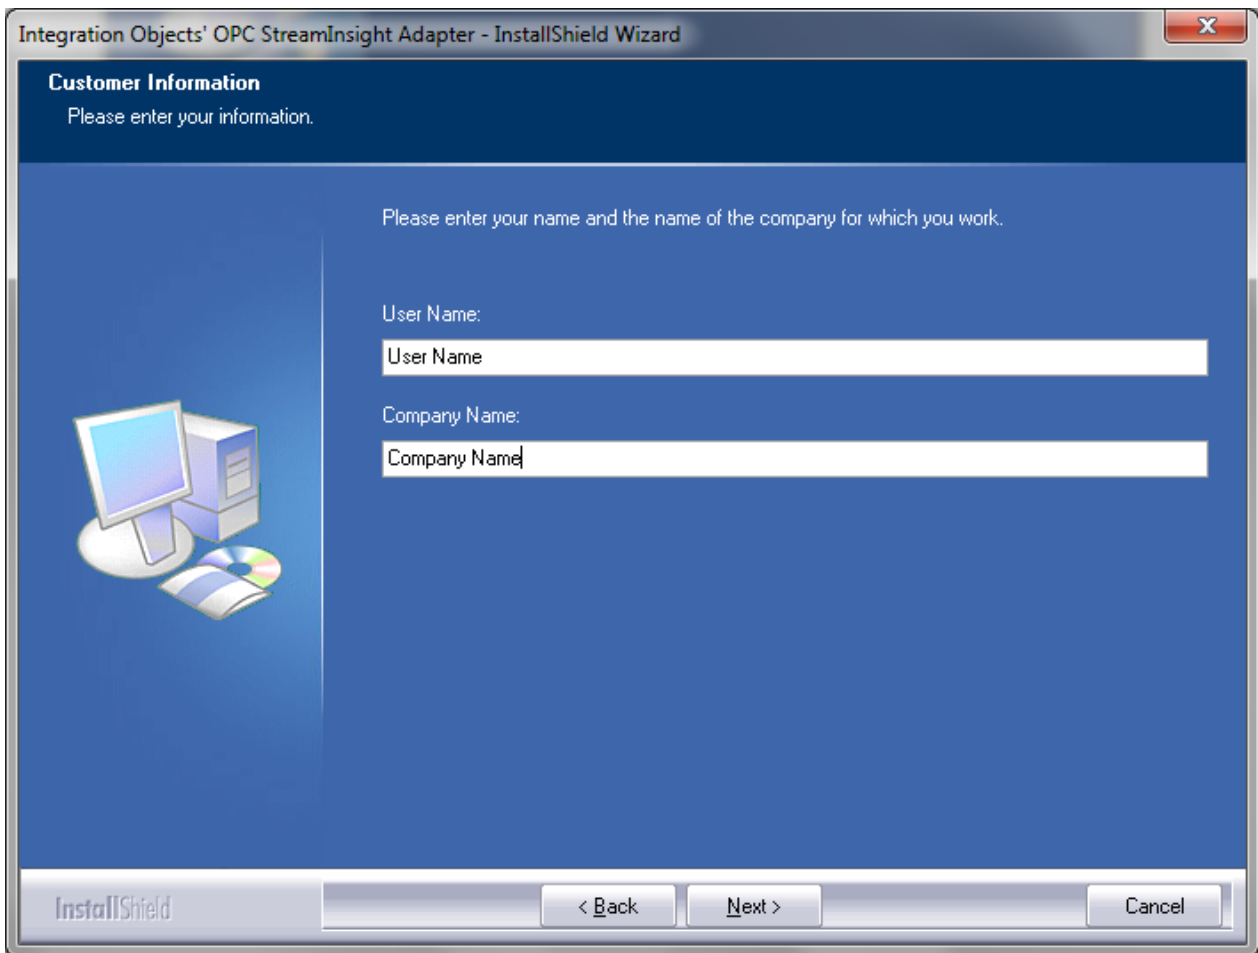 Integration Objects' OPC StreamInsight Adapter - InstallShield Wizard
Customer Information
Please enter your information.
Please enter your name and the name of the company for which you work.
User Name:
User Name
Company Name:
Company Name
InstallShield
< Back
Next >
Cancel